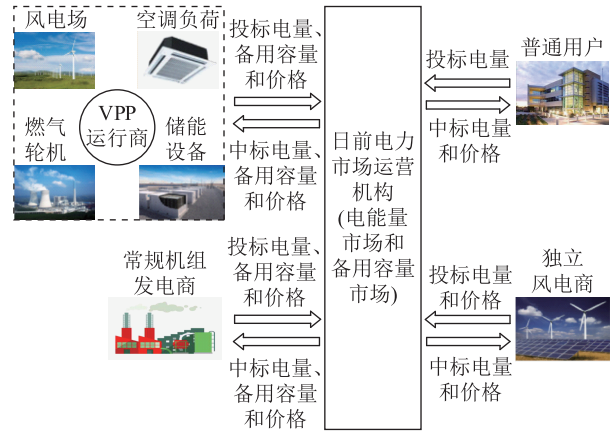 风电场
空调负荷
VPP
运行商
燃气
轮机
储能
设备
投标电量、
备用容量
和价格
中标电量、
备用容量
和价格
常规机组
发电商
投标电量、
备用容量
和价格
中标电量、
备用容量
和价格
日前电力
市场运营
机构
(电能量
市场和
备用容量
市场)
投标电量
中标电量
和价格
普通用户
投标电量
和价格
中标电量
和价格
独立
风电商